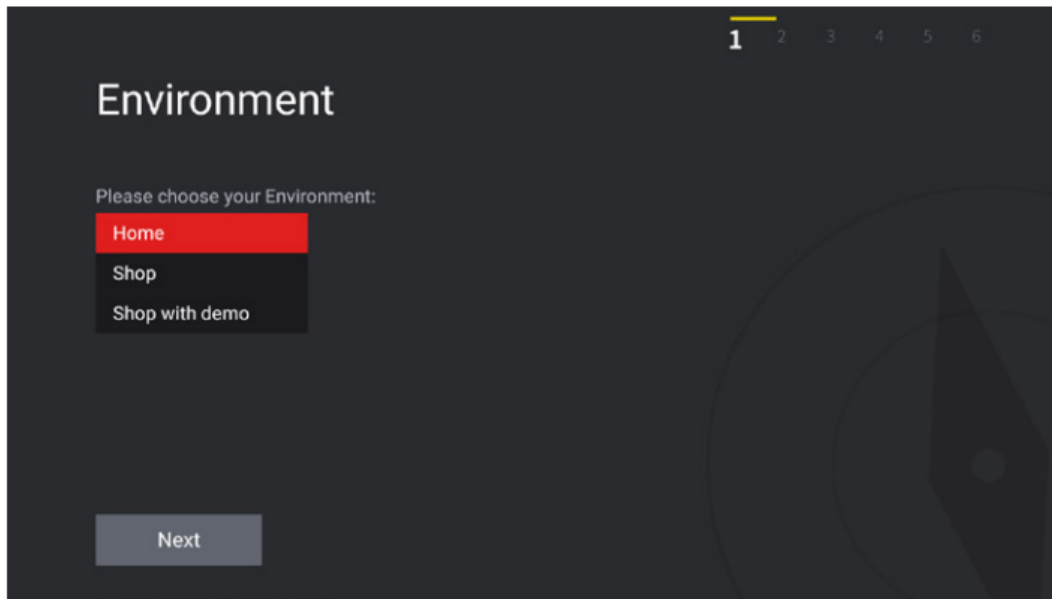 1 2 3 4 5 6
Environment
Please choose your Environment:
Home
Shop
Shop with demo
Next